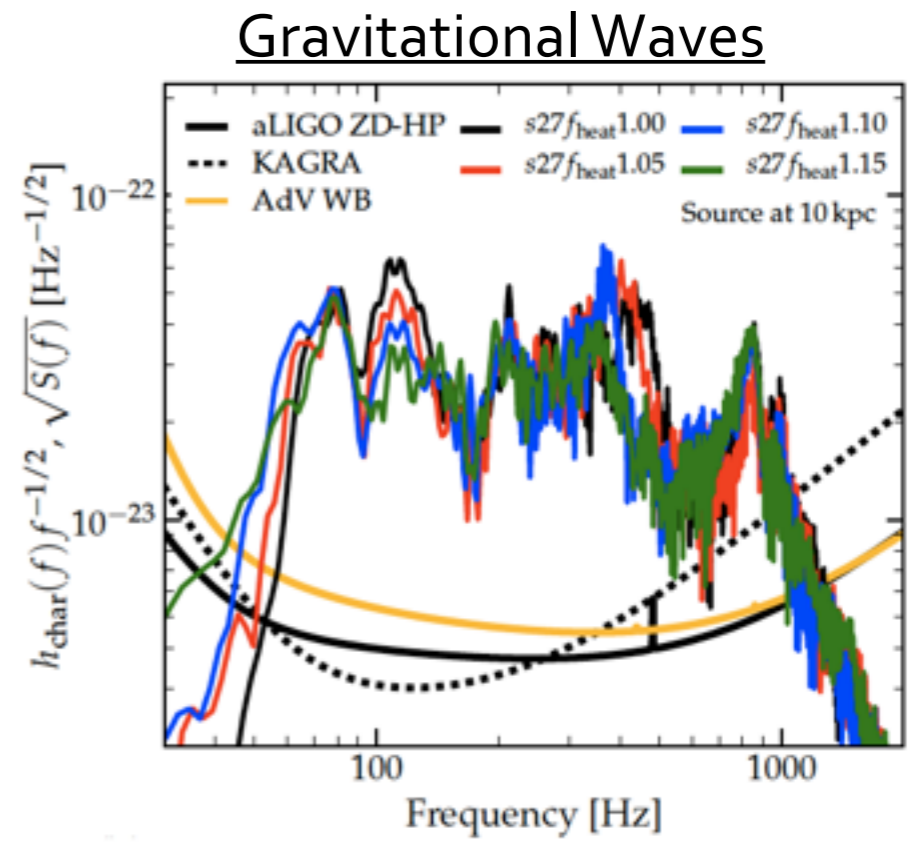 Gravitational Waves
aLIGO ZD-HP
KAGRA
AdV WB
s27f_heat1.00
s27f_heat1.05
s27f_heat1.10
s27f_heat1.15
Source at 10 kpc
h_char(f) f^{-1/2}, √S(f) [Hz^{-1/2}]
10^{-22}
10^{-23}
100
1000
Frequency [Hz]